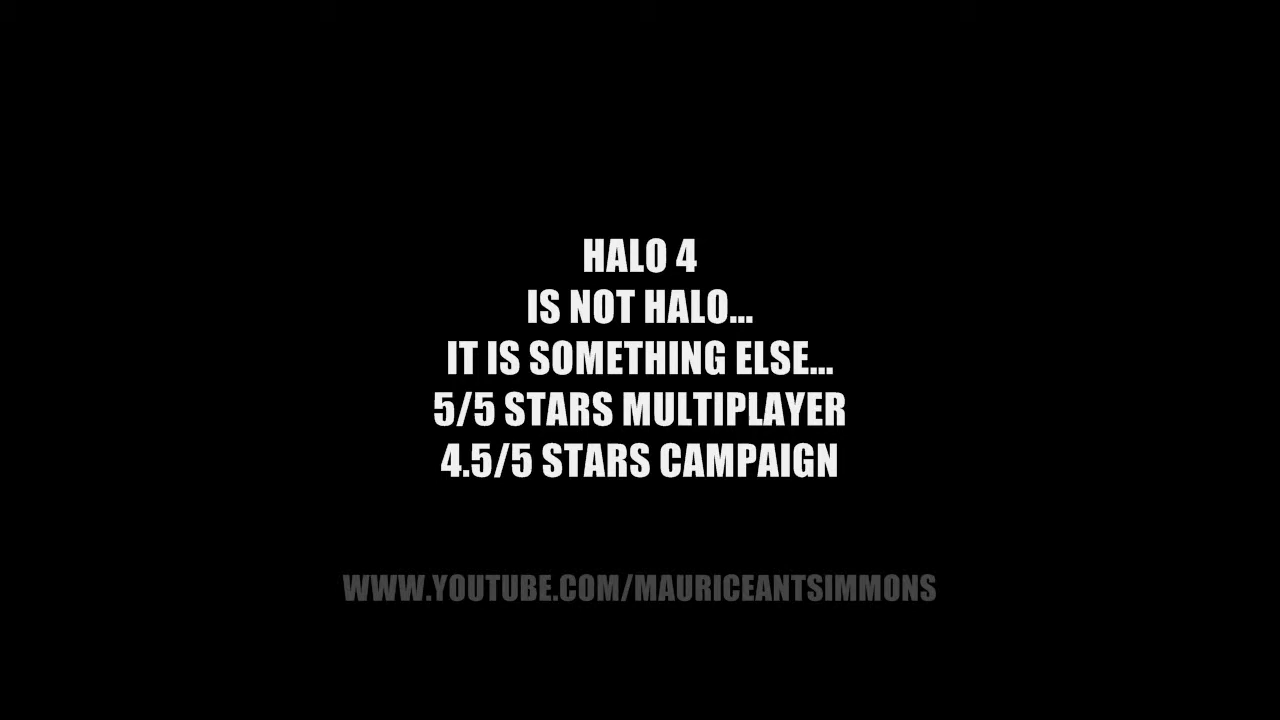 HALO 4
IS NOT HALO...
IT IS SOMETHING ELSE...
5/5 STARS MULTIPLAYER
4.5/5 STARS CAMPAIGN
WWW.YOUTUBE.COM/MAURICEANTSIMMONS